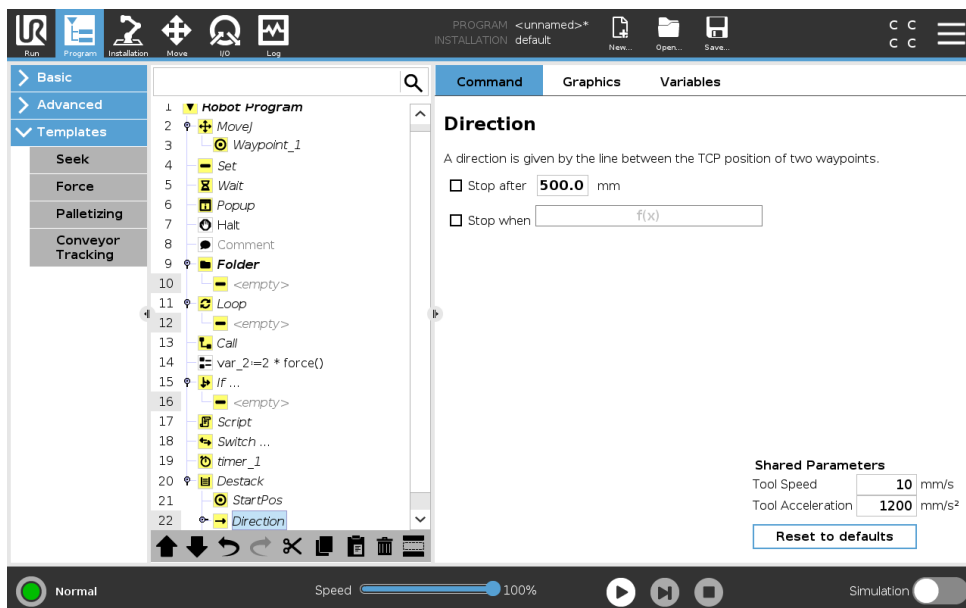 UR
Run
Program
Installation
Move
I/O
Log
PROGRAM <unnamed>*
INSTALLATION default
New...
Open...
Save...
C C
C C
Basic
Advanced
Templates
Seek
Force
Palletizing
Conveyor
Tracking
1 Robot Program
2 MoveJ
3 Waypoint_1
4 Set
5 Wait
6 Popup
7 Halt
8 Comment
9 Folder
10 <empty>
11 Loop
12 <empty>
13 Call
14 var_2:=2 * force()
15 If ...
16 <empty>
17 Script
18 Switch ...
19 timer_1
20 Destack
21 StartPos
22 Direction
Command Graphics Variables
Direction
A direction is given by the line between the TCP position of two waypoints.
Stop after 500.0 mm
Stop when f(x)
Shared Parameters
Tool Speed 10 mm/s
Tool Acceleration 1200 mm/s²
Reset to defaults
Normal
Speed 100%
Simulation